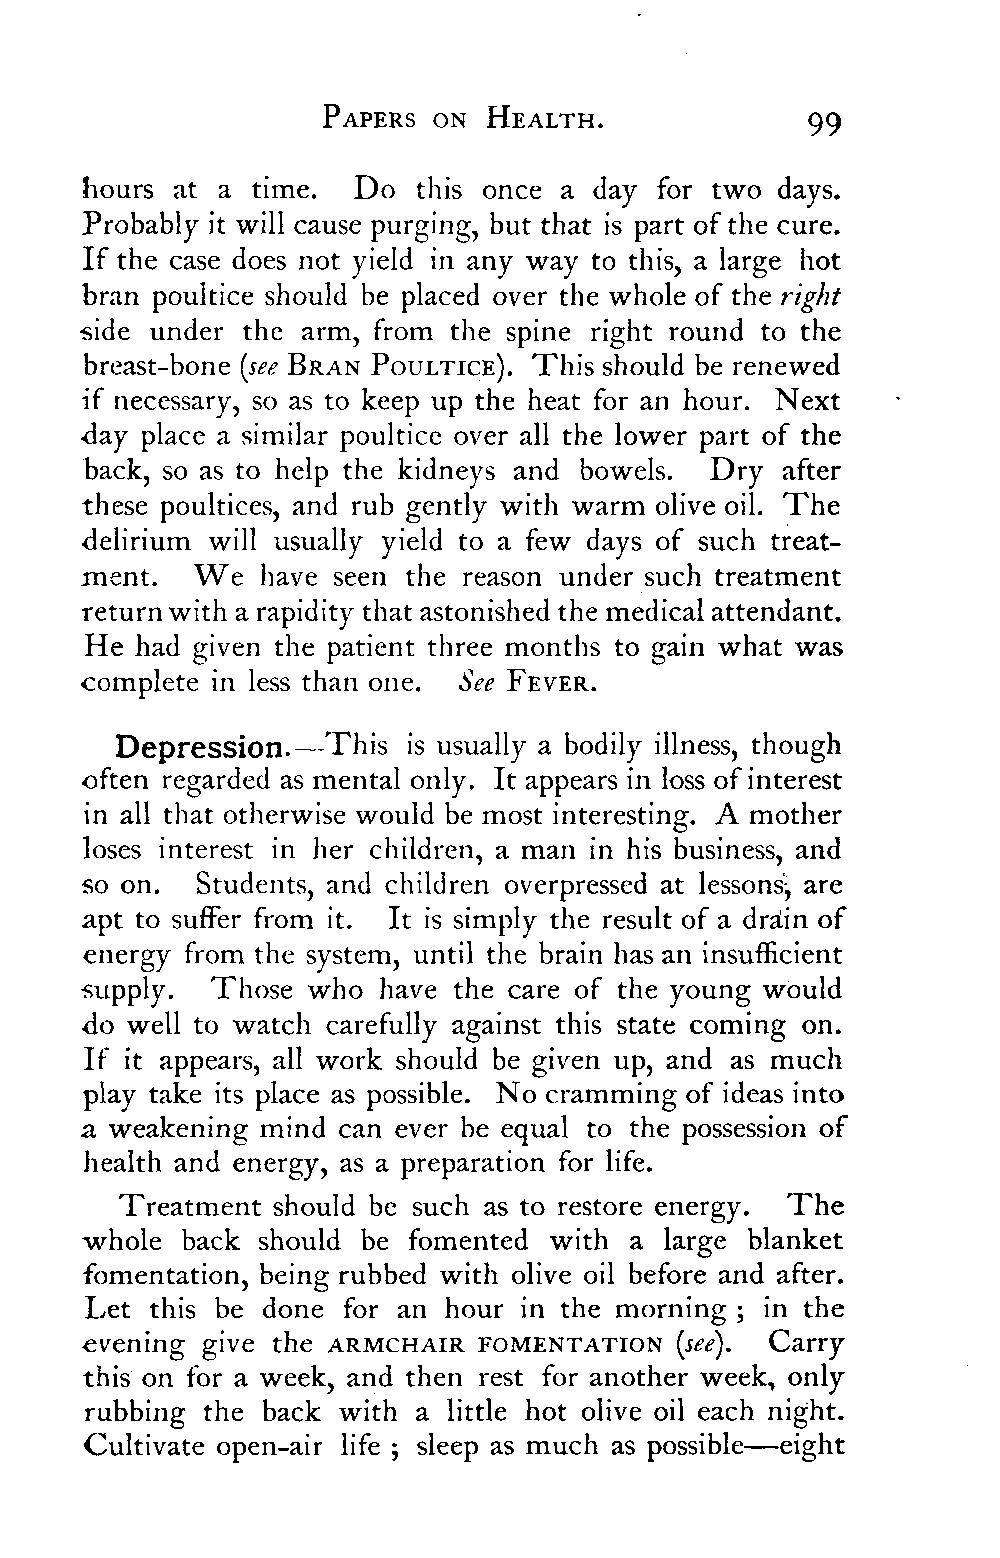 PAPERS ON HEALTH. 99
hours at a time. Do this once a day for two days.
Probably it will cause purging, but that is part of the cure.
If the case does not yield in any way to this, a large hot
bran poultice should be placed over the whole of the right
side under the arm, from the spine right round to the
breast-bone (see BRAN POULTICE). This should be renewed
if necessary, so as to keep up the heat for an hour. Next
day place a similar poultice over all the lower part of the
back, so as to help the kidneys and bowels. Dry after
these poultices, and rub gently with warm olive oil. The
delirium will usually yield to a few days of such treat-
ment. We have seen the reason under such treatment
return with a rapidity that astonished the medical attendant.
He had given the patient three months to gain what was
complete in less than one. See FEVER.
Depression.—This is usually a bodily illness, though
often regarded as mental only. It appears in loss of interest
in all that otherwise would be most interesting. A mother
loses interest in her children, a man in his business, and
so on. Students, and children overpressed at lessons, are
apt to suffer from it. It is simply the result of a drain of
energy from the system, until the brain has an insufficient
supply. Those who have the care of the young would
do well to watch carefully against this state coming on.
If it appears, all work should be given up, and as much
play take its place as possible. No cramming of ideas into
a weakening mind can ever be equal to the possession of
health and energy, as a preparation for life.
Treatment should be such as to restore energy. The
whole back should be fomented with a large blanket
fomentation, being rubbed with olive oil before and after.
Let this be done for an hour in the morning ; in the
evening give the ARMCHAIR FOMENTATION (see). Carry
this on for a week, and then rest for another week, only
rubbing the back with a little hot olive oil each night.
Cultivate open-air life ; sleep as much as possible—eight